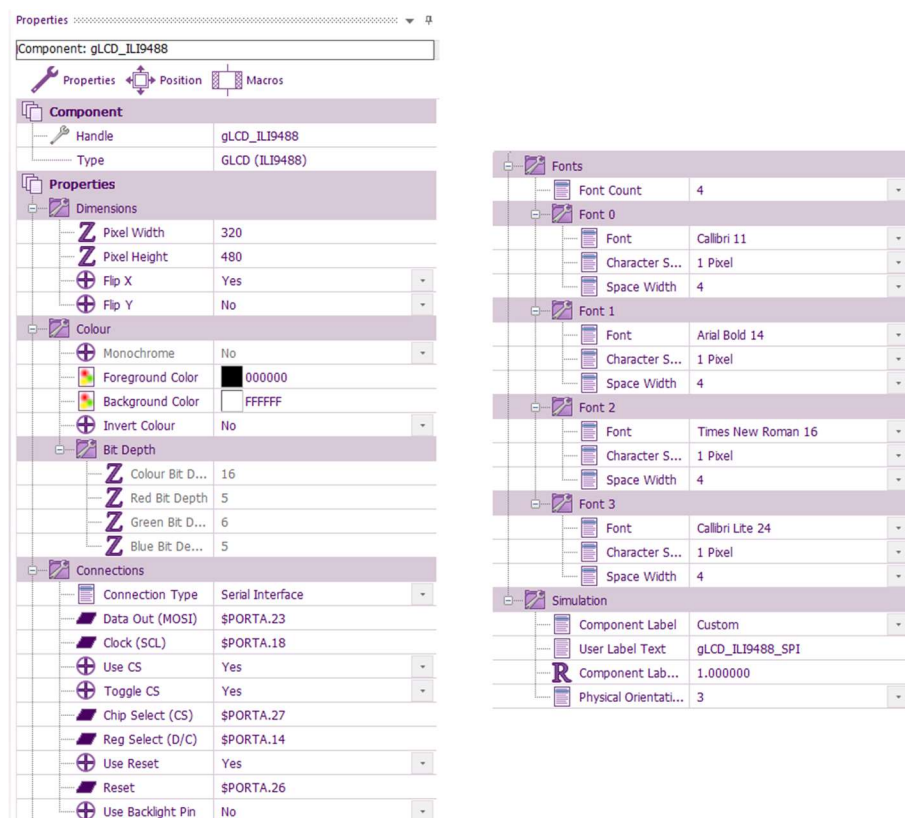 Properties
Component: gLCD_ILI9488
Properties Position Macros
Component
Handle gLCD_ILI9488
Type GLCD (ILI9488)
Properties
Dimensions
Pixel Width 320
Pixel Height 480
Flip X Yes
Flip Y No
Colour
Monochrome No
Foreground Color 000000
Background Color FFFFFF
Invert Colour No
Bit Depth
Colour Bit D... 16
Red Bit Depth 5
Green Bit D... 6
Blue Bit De... 5
Connections
Connection Type Serial Interface
Data Out (MOSI) $PORTA.23
Clock (SCL) $PORTA.18
Use CS Yes
Toggle CS Yes
Chip Select (CS) $PORTA.27
Reg Select (D/C) $PORTA.14
Use Reset Yes
Reset $PORTA.26
Use Backlight Pin No
Fonts
Font Count 4
Font 0
Font Callibri 11
Character S... 1 Pixel
Space Width 4
Font 1
Font Arial Bold 14
Character S... 1 Pixel
Space Width 4
Font 2
Font Times New Roman 16
Character S... 1 Pixel
Space Width 4
Font 3
Font Callibri Lite 24
Character S... 1 Pixel
Space Width 4
Simulation
Component Label Custom
User Label Text gLCD_ILI9488_SPI
Component Lab... 1.000000
Physical Orientati... 3